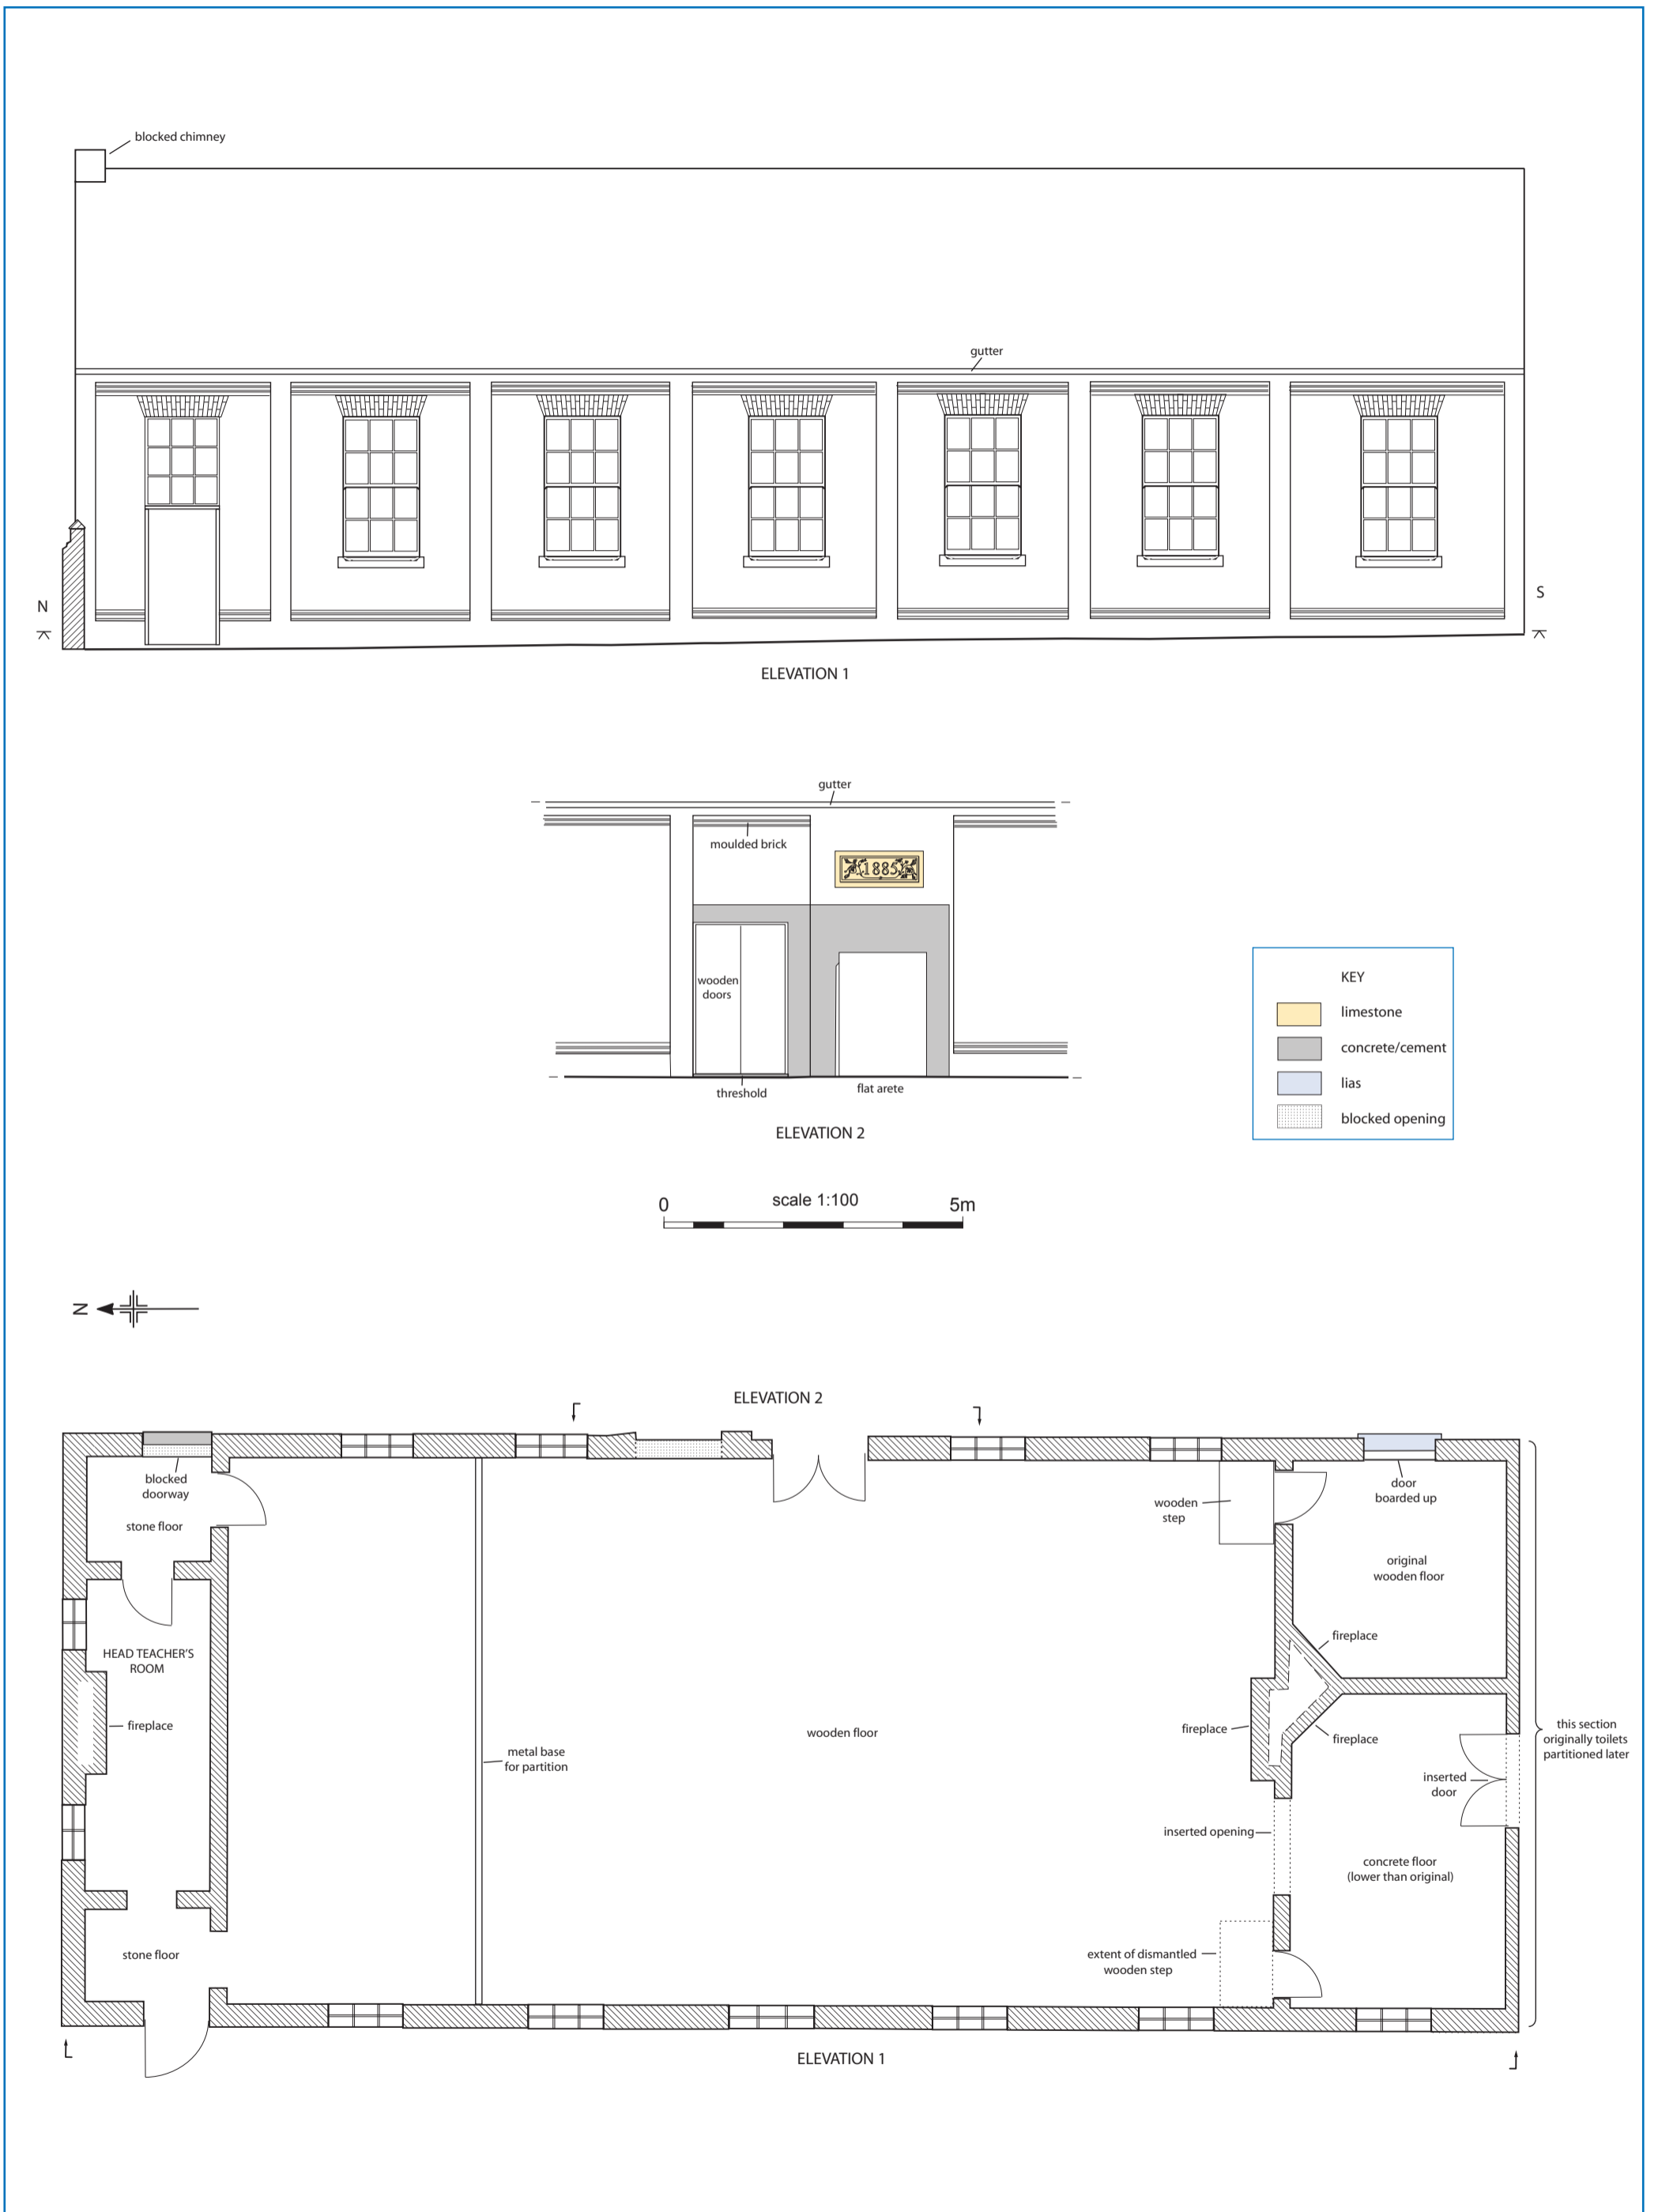 blocked chimney
gutter
N
S
ELEVATION 1
gutter
moulded brick
1885
wooden
doors
threshold
flat arete
ELEVATION 2
KEY
limestone
concrete/cement
lias
blocked opening
0
scale 1:100
5m
N
ELEVATION 2
blocked
doorway
stone floor
wooden
step
door
boarded up
original
wooden floor
HEAD TEACHER'S
ROOM
fireplace
fireplace
metal base
for partition
wooden floor
fireplace
fireplace
this section
originally toilets
partitioned later
inserted
door
inserted opening
concrete floor
(lower than original)
stone floor
extent of dismantled
wooden step
ELEVATION 1